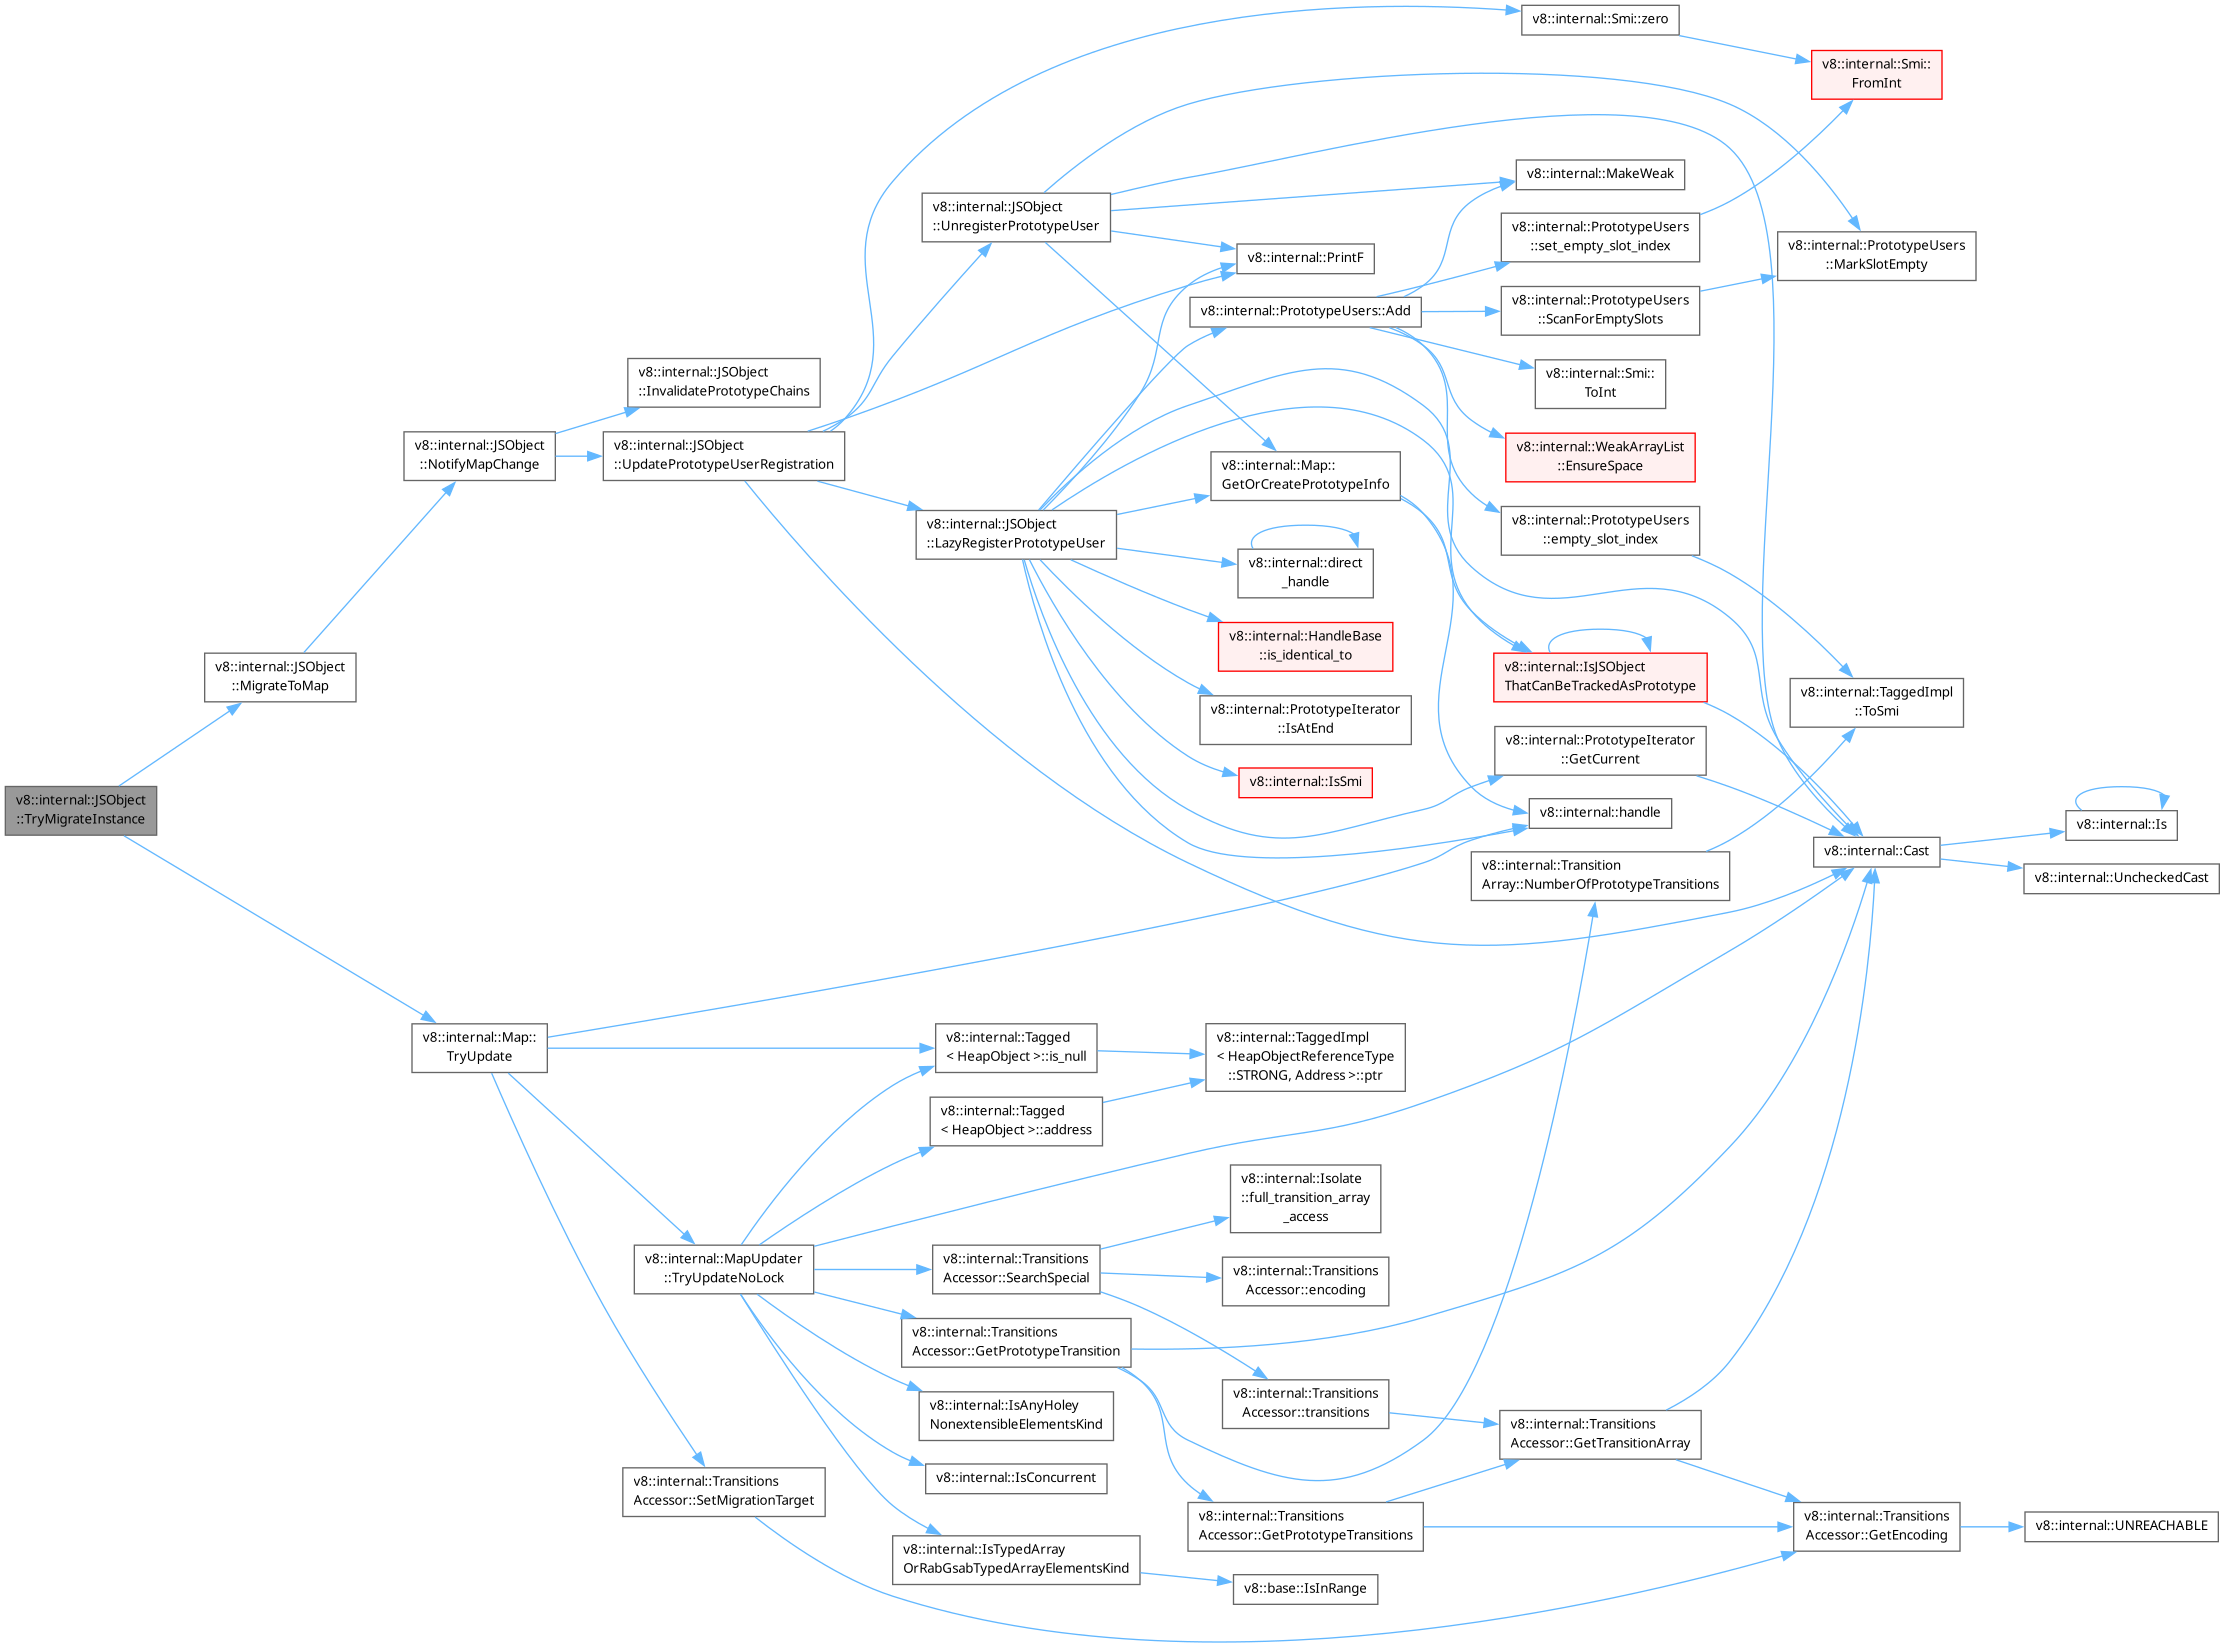 v8::internal::Smi::zero
v8::internal::Smi::
FromInt
v8::internal::MakeWeak
v8::internal::JSObject
::UnregisterPrototypeUser
v8::internal::PrototypeUsers
::set_empty_slot_index
v8::internal::PrintF
v8::internal::PrototypeUsers
::MarkSlotEmpty
v8::internal::PrototypeUsers::Add
v8::internal::PrototypeUsers
::ScanForEmptySlots
v8::internal::JSObject
::InvalidatePrototypeChains
v8::internal::Smi::
ToInt
v8::internal::JSObject
::NotifyMapChange
v8::internal::JSObject
::UpdatePrototypeUserRegistration
v8::internal::WeakArrayList
::EnsureSpace
v8::internal::Map::
GetOrCreatePrototypeInfo
v8::internal::JSObject
::LazyRegisterPrototypeUser
v8::internal::PrototypeUsers
::empty_slot_index
v8::internal::direct
_handle
v8::internal::HandleBase
::is_identical_to
v8::internal::JSObject
::MigrateToMap
v8::internal::IsJSObject
ThatCanBeTrackedAsPrototype
v8::internal::TaggedImpl
::ToSmi
v8::internal::PrototypeIterator
::IsAtEnd
v8::internal::PrototypeIterator
::GetCurrent
v8::internal::IsSmi
v8::internal::JSObject
::TryMigrateInstance
v8::internal::handle
v8::internal::Is
v8::internal::Cast
v8::internal::Transition
Array::NumberOfPrototypeTransitions
v8::internal::UncheckedCast
v8::internal::Map::
TryUpdate
v8::internal::Tagged
< HeapObject >::is_null
v8::internal::TaggedImpl
< HeapObjectReferenceType
::STRONG, Address >::ptr
v8::internal::Tagged
< HeapObject >::address
v8::internal::Isolate
::full_transition_array
_access
v8::internal::MapUpdater
::TryUpdateNoLock
v8::internal::Transitions
Accessor::SearchSpecial
v8::internal::Transitions
Accessor::encoding
v8::internal::Transitions
Accessor::GetPrototypeTransition
v8::internal::Transitions
Accessor::transitions
v8::internal::IsAnyHoley
NonextensibleElementsKind
v8::internal::Transitions
Accessor::GetTransitionArray
v8::internal::IsConcurrent
v8::internal::Transitions
Accessor::SetMigrationTarget
v8::internal::Transitions
Accessor::GetPrototypeTransitions
v8::internal::Transitions
Accessor::GetEncoding
v8::internal::UNREACHABLE
v8::internal::IsTypedArray
OrRabGsabTypedArrayElementsKind
v8::base::IsInRange